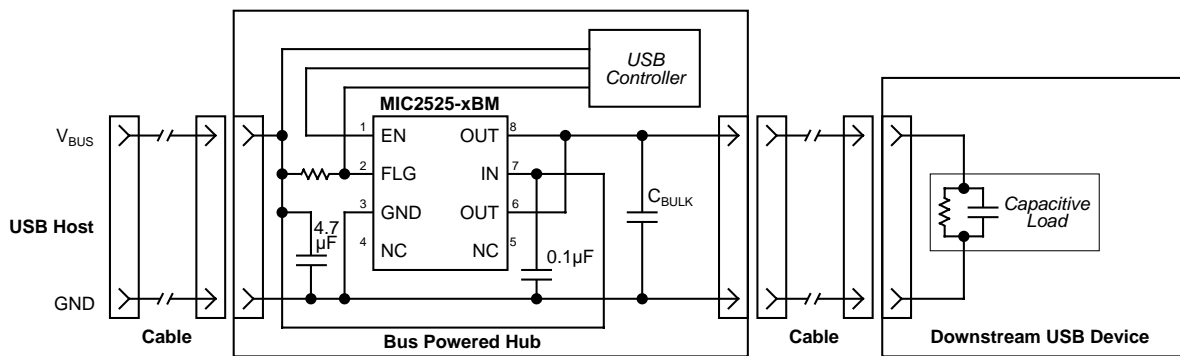 USB
Controller
MIC2525-xBM
V_BUS
1
EN
OUT
8
2
FLG
IN
7
3
GND
OUT
6
4
NC
NC
5
C_BULK
4.7
µF
0.1µF
USB Host
GND
Capacitive
Load
Cable
Bus Powered Hub
Cable
Downstream USB Device